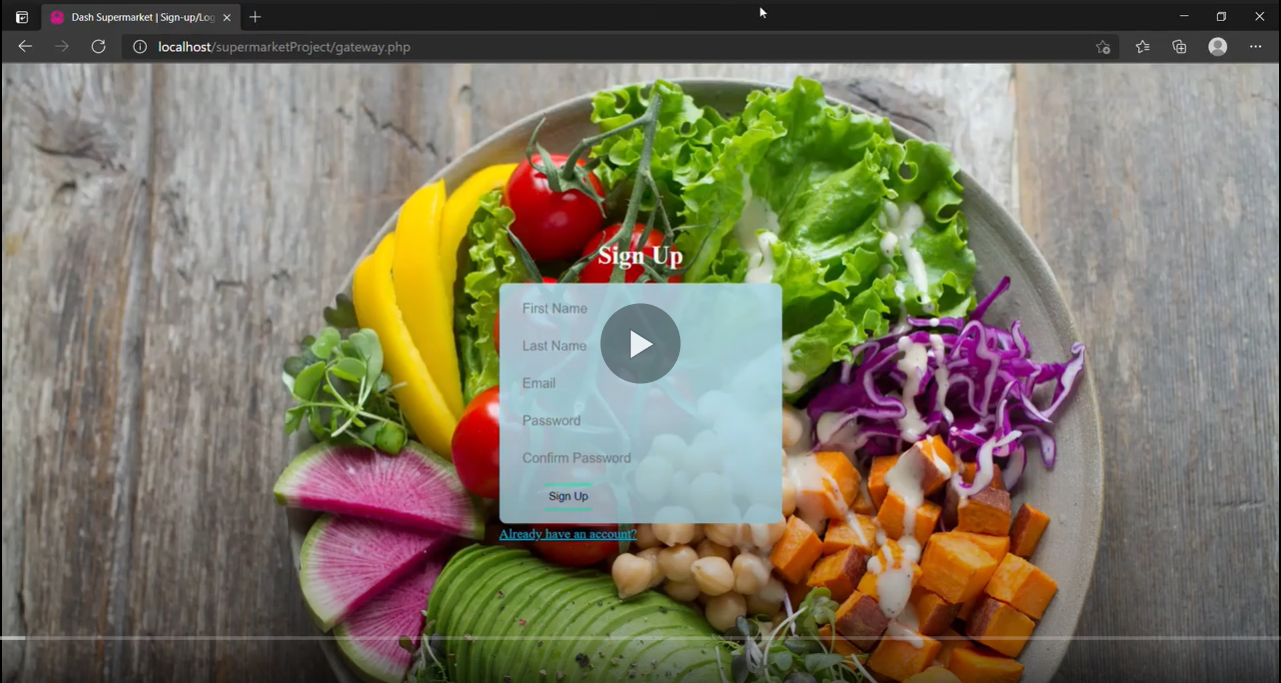 Dash Supermarket | Sign-up/Log
localhost/supermarketProject/gateway.php
Sign Up
First Name
Last Name
Email
Password
Confirm Password
Sign Up
Already have an account?